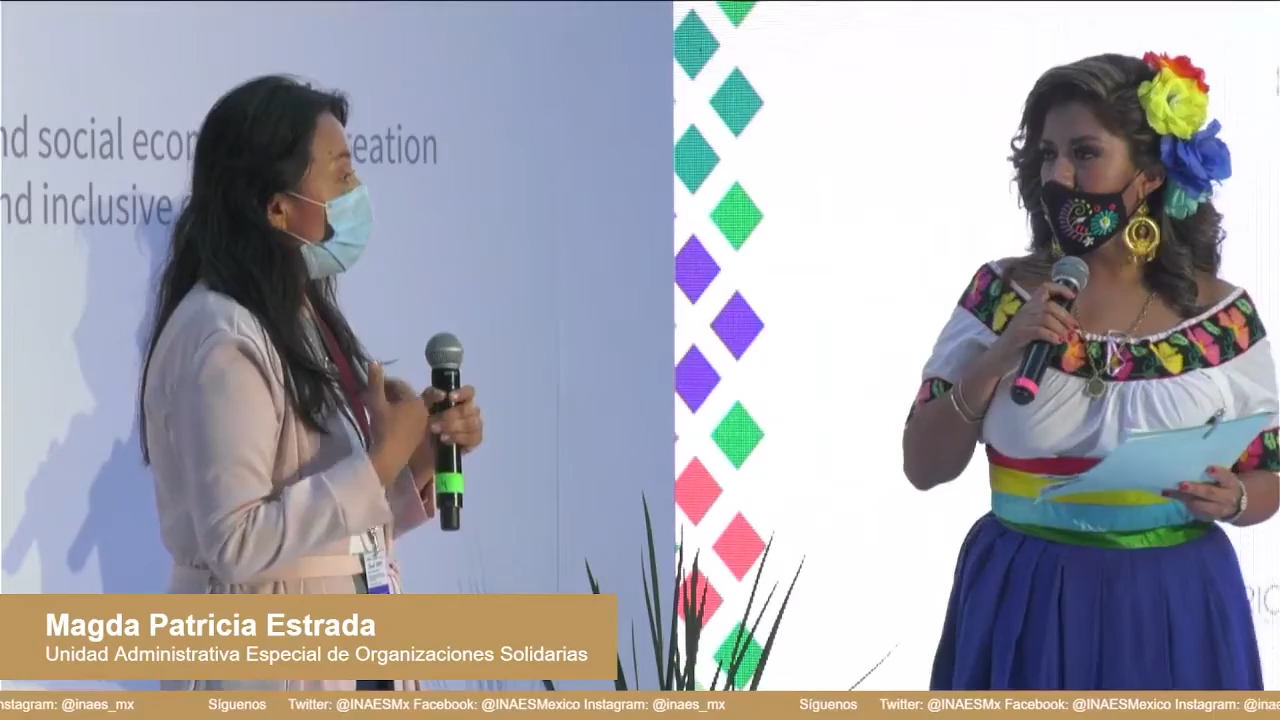 nd social econ reation
nd inclusive
Magda Patricia Estrada
Unidad Administrativa Especial de Organizaciones Solidarias
nstagram: @inaes_mx Síguenos Twitter: @INAESMx Facebook: @INAESMexico Instagram: @inaes_mx Síguenos Twitter: @INAESMx Facebook: @INAESMexico Instagram: @inae